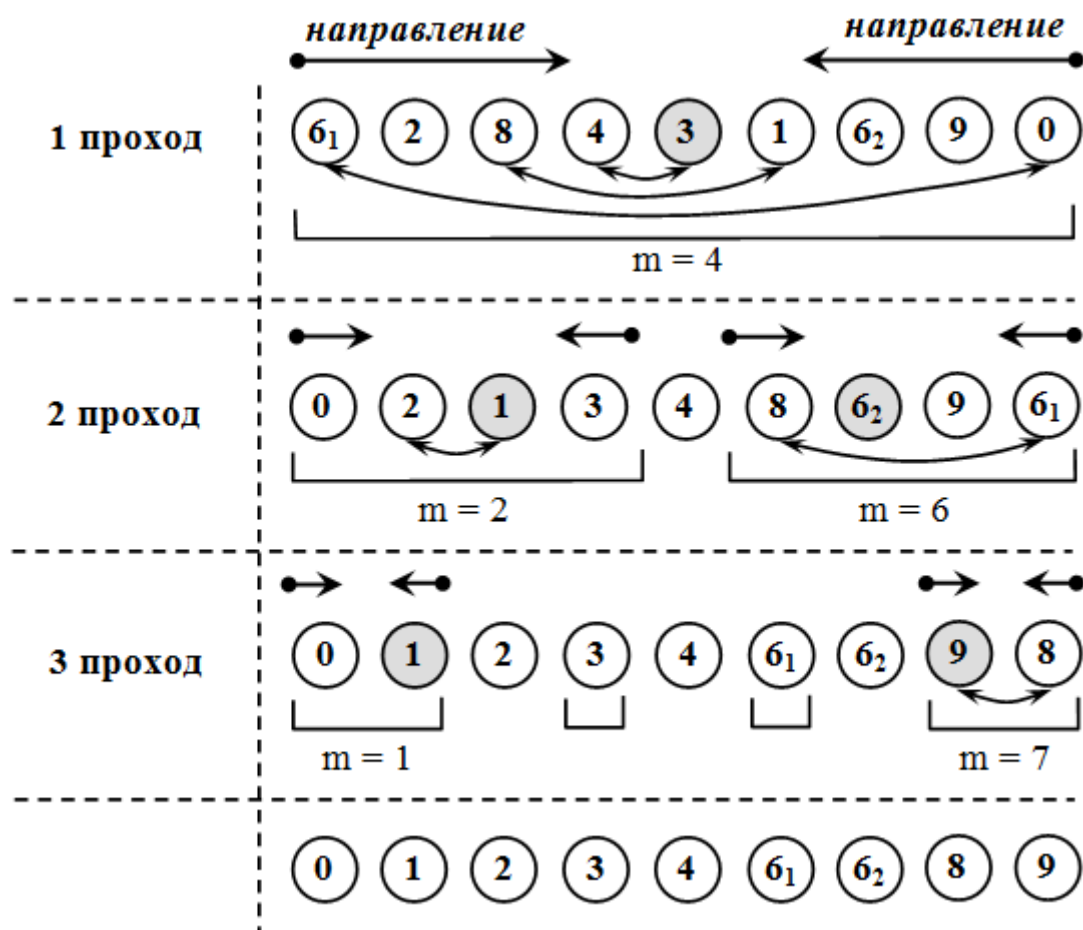 направление направление
1 проход 6₁ 2 8 4 3 1 6₂ 9 0
m = 4
2 проход 0 2 1 3 4 8 6₂ 9 6₁
m = 2 m = 6
3 проход 0 1 2 3 4 6₁ 6₂ 9 8
m = 1 m = 7
0 1 2 3 4 6₁ 6₂ 8 9